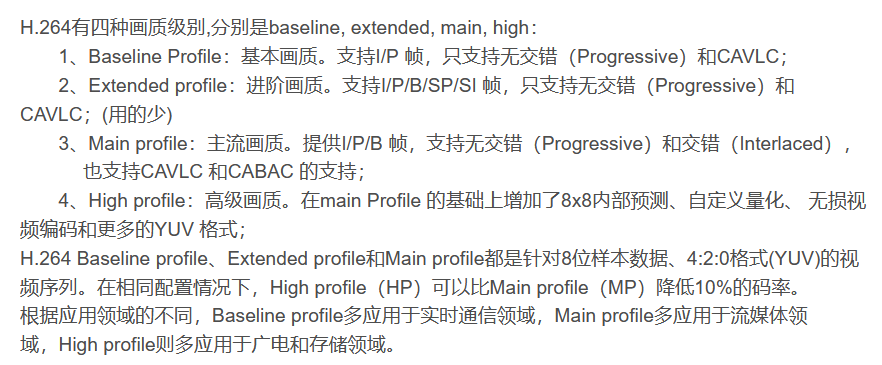 H.264有四种画质级别,分别是baseline, extended, main, high：
1、Baseline Profile：基本画质。支持I/P 帧，只支持无交错（Progressive）和CAVLC；
2、Extended profile：进阶画质。支持I/P/B/SP/SI 帧，只支持无交错（Progressive）和
CAVLC；(用的少)
3、Main profile：主流画质。提供I/P/B 帧，支持无交错（Progressive）和交错（Interlaced），
也支持CAVLC 和CABAC 的支持；
4、High profile：高级画质。在main Profile 的基础上增加了8x8内部预测、自定义量化、 无损视
频编码和更多的YUV 格式；
H.264 Baseline profile、Extended profile和Main profile都是针对8位样本数据、4:2:0格式(YUV)的视
频序列。在相同配置情况下，High profile（HP）可以比Main profile（MP）降低10%的码率。
根据应用领域的不同，Baseline profile多应用于实时通信领域，Main profile多应用于流媒体领
域，High profile则多应用于广电和存储领域。